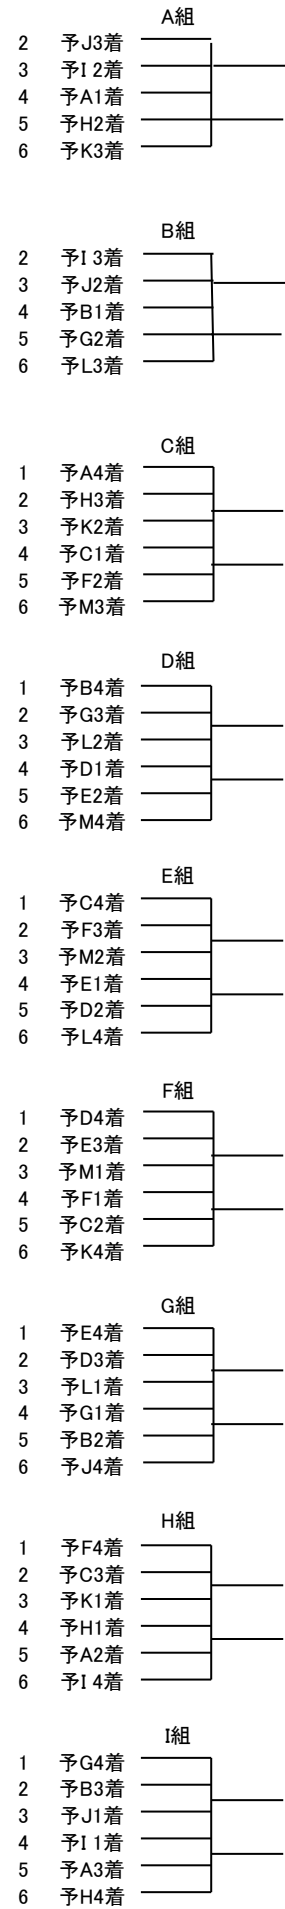 A組
2 予J3着
3 予I 2着
4 予A1着
5 予H2着
6 予K3着
B組
2 予I 3着
3 予J2着
4 予B1着
5 予G2着
6 予L3着
C組
1 予A4着
2 予H3着
3 予K2着
4 予C1着
5 予F2着
6 予M3着
D組
1 予B4着
2 予G3着
3 予L2着
4 予D1着
5 予E2着
6 予M4着
E組
1 予C4着
2 予F3着
3 予M2着
4 予E1着
5 予D2着
6 予L4着
F組
1 予D4着
2 予E3着
3 予M1着
4 予F1着
5 予C2着
6 予K4着
G組
1 予E4着
2 予D3着
3 予L1着
4 予G1着
5 予B2着
6 予J4着
H組
1 予F4着
2 予C3着
3 予K1着
4 予H1着
5 予A2着
6 予I 4着
I組
1 予G4着
2 予B3着
3 予J1着
4 予I 1着
5 予A3着
6 予H4着